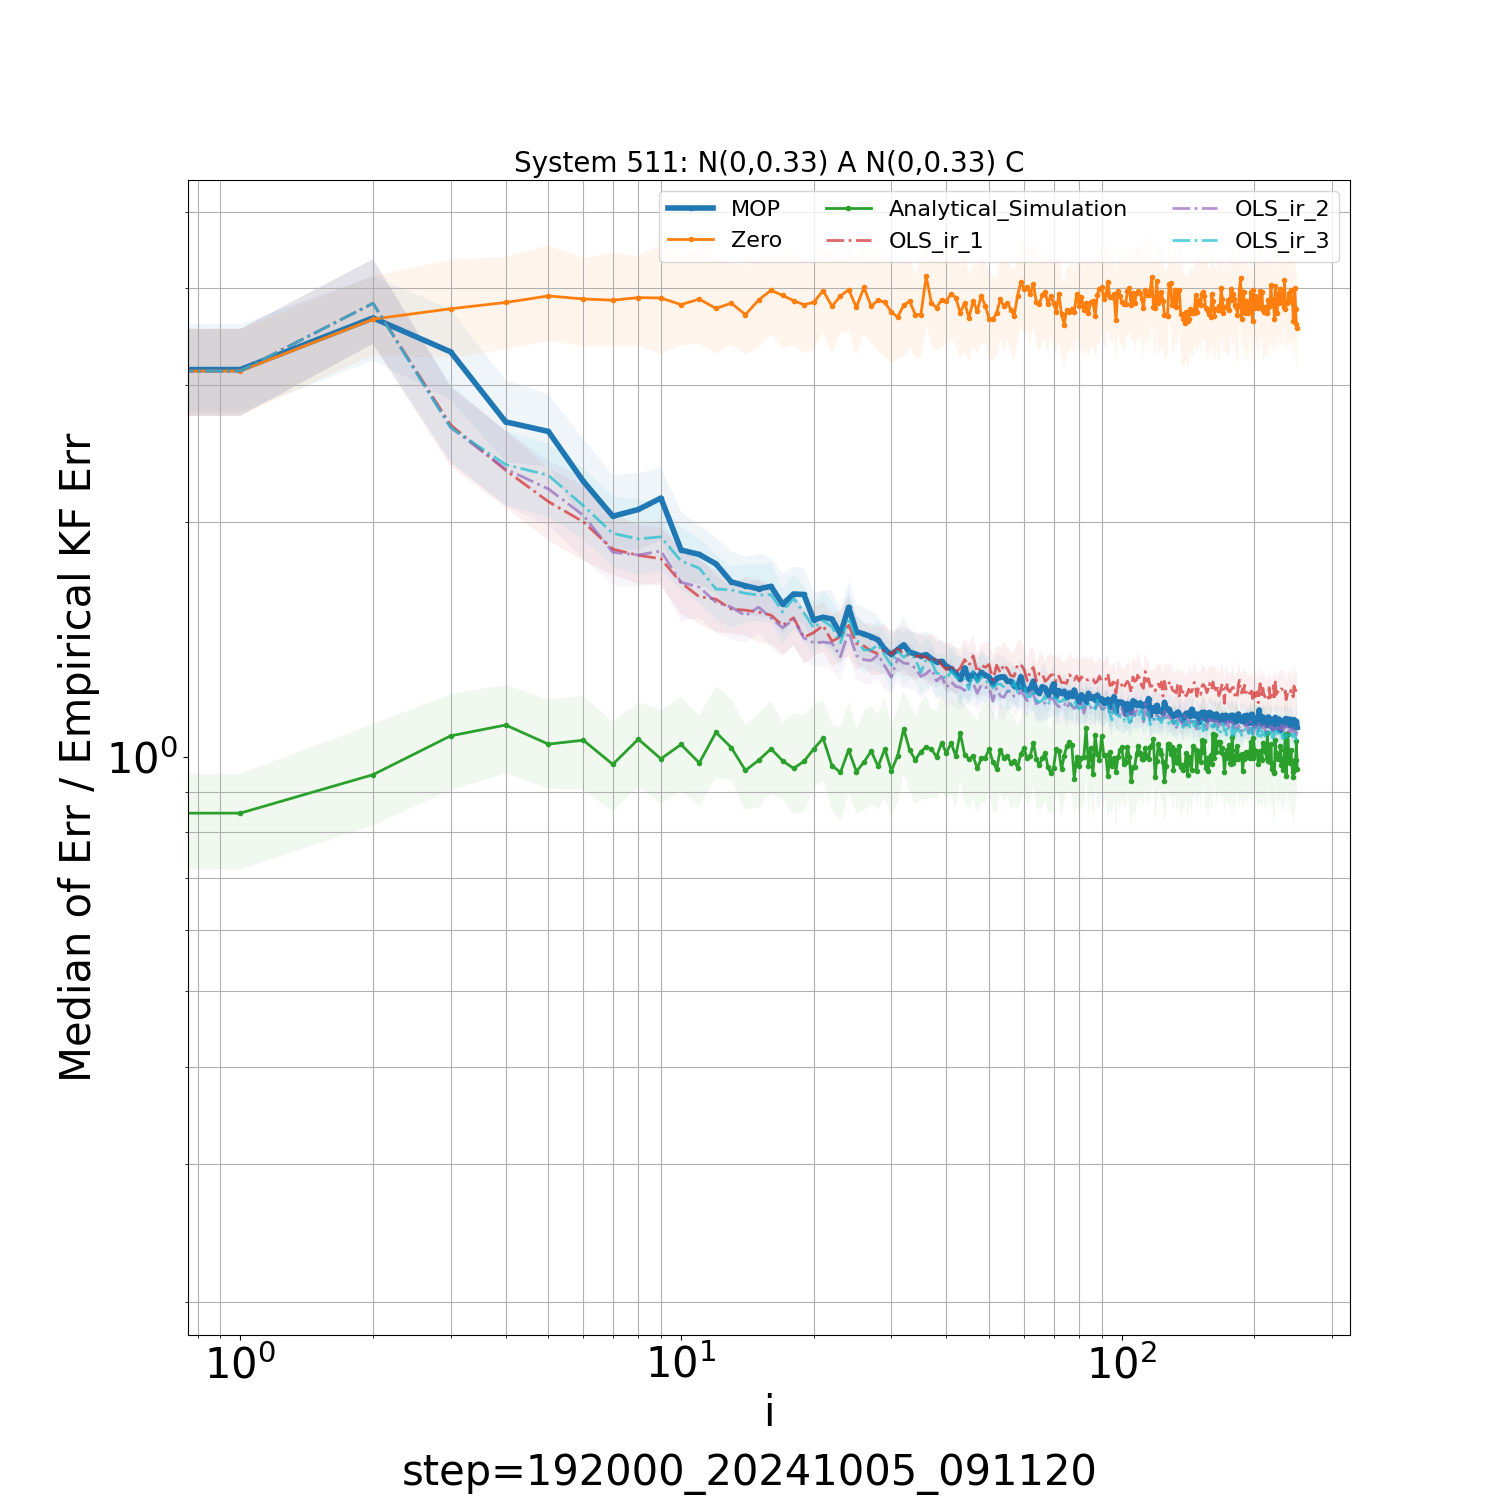 System 511: N(0,0.33) A N(0,0.33) C
MOP
Zero
Analytical_Simulation
OLS_ir_1
OLS_ir_2
OLS_ir_3
Median of Err / Empirical KF Err
10⁰
10⁰ 10¹ 10²
i
step=192000_20241005_091120